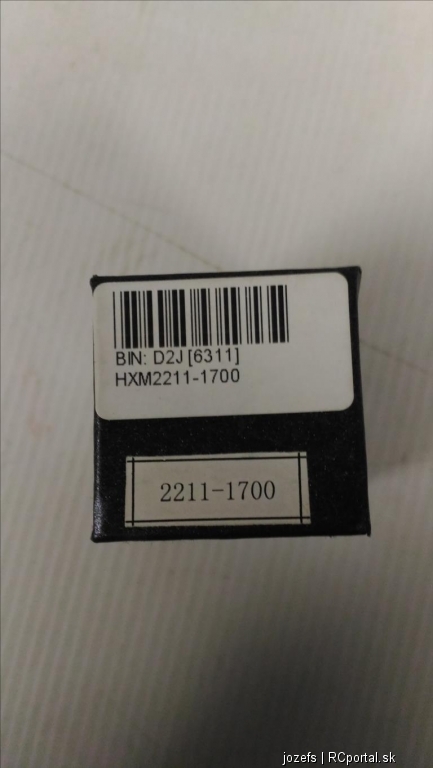 BIN: D2J [6311]
HXM2211-1700
2211-1700
jozefs | RCportal.sk